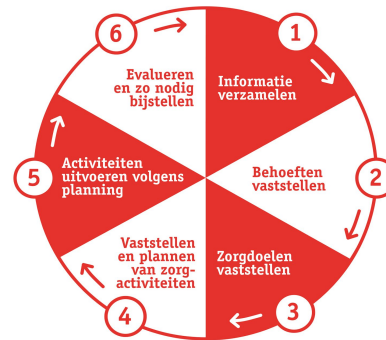 1
Informatie
verzamelen
2
Behoeften
vaststellen
3
Zorgdoelen
vaststellen
4
Vaststellen
en plannen
van zorg-
activiteiten
5
Activiteiten
uitvoeren volgens
planning
6
Evalueren
en zo nodig
bijstellen